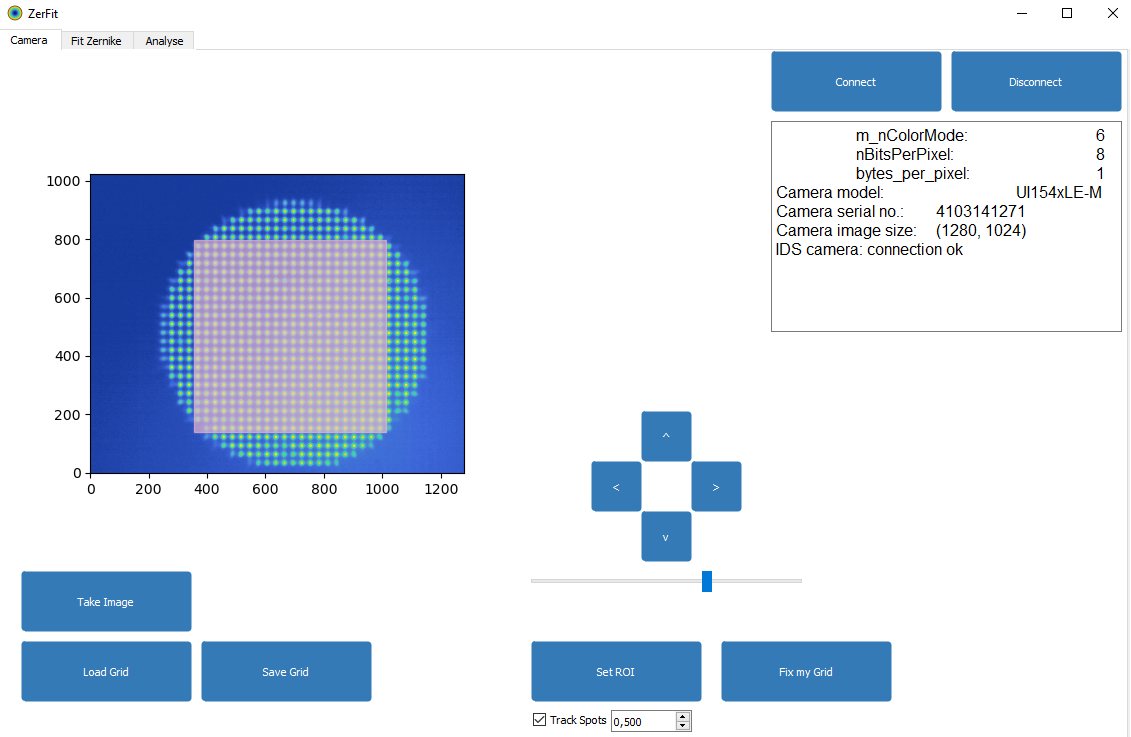 ZerFit
Camera Fit Zernike Analyse
Connect Disconnect
m_nColorMode: 6
nBitsPerPixel: 8
bytes_per_pixel: 1
Camera model: UI154xLE-M
Camera serial no.: 4103141271
Camera image size: (1280, 1024)
IDS camera: connection ok
1000
800
600
400
200
0
0 200 400 600 800 1000 1200
^
< >
v
Take Image
Load Grid Save Grid Set ROI Fix my Grid
Track Spots 0,500